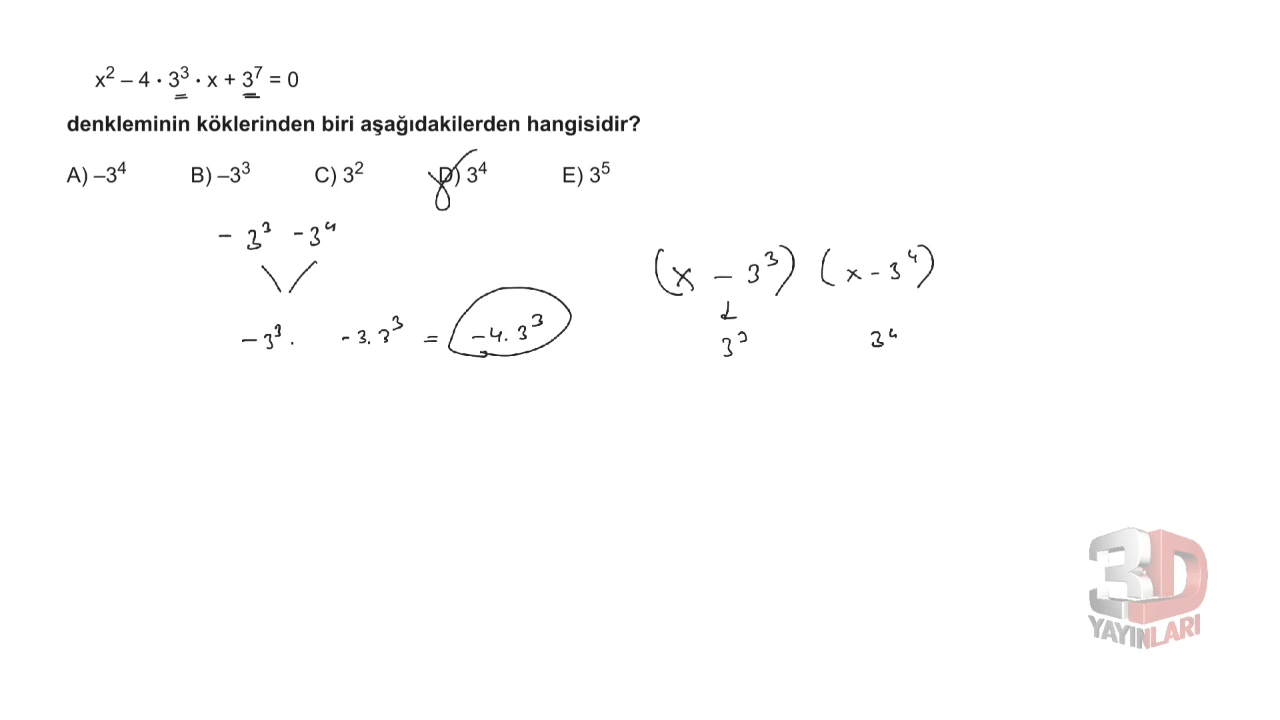 x² – 4 · 3³ · x + 3⁷ = 0
denkleminin köklerinden biri aşağıdakilerden hangisidir?
A) –3⁴ B) –3³ C) 3² D) 3⁴ E) 3⁵
- 3³ - 3⁴
(x - 3³) (x - 3⁴)
- 3³ . - 3. 3³ = -4. 3³
3³ 3⁴
3D
YAYINLARI